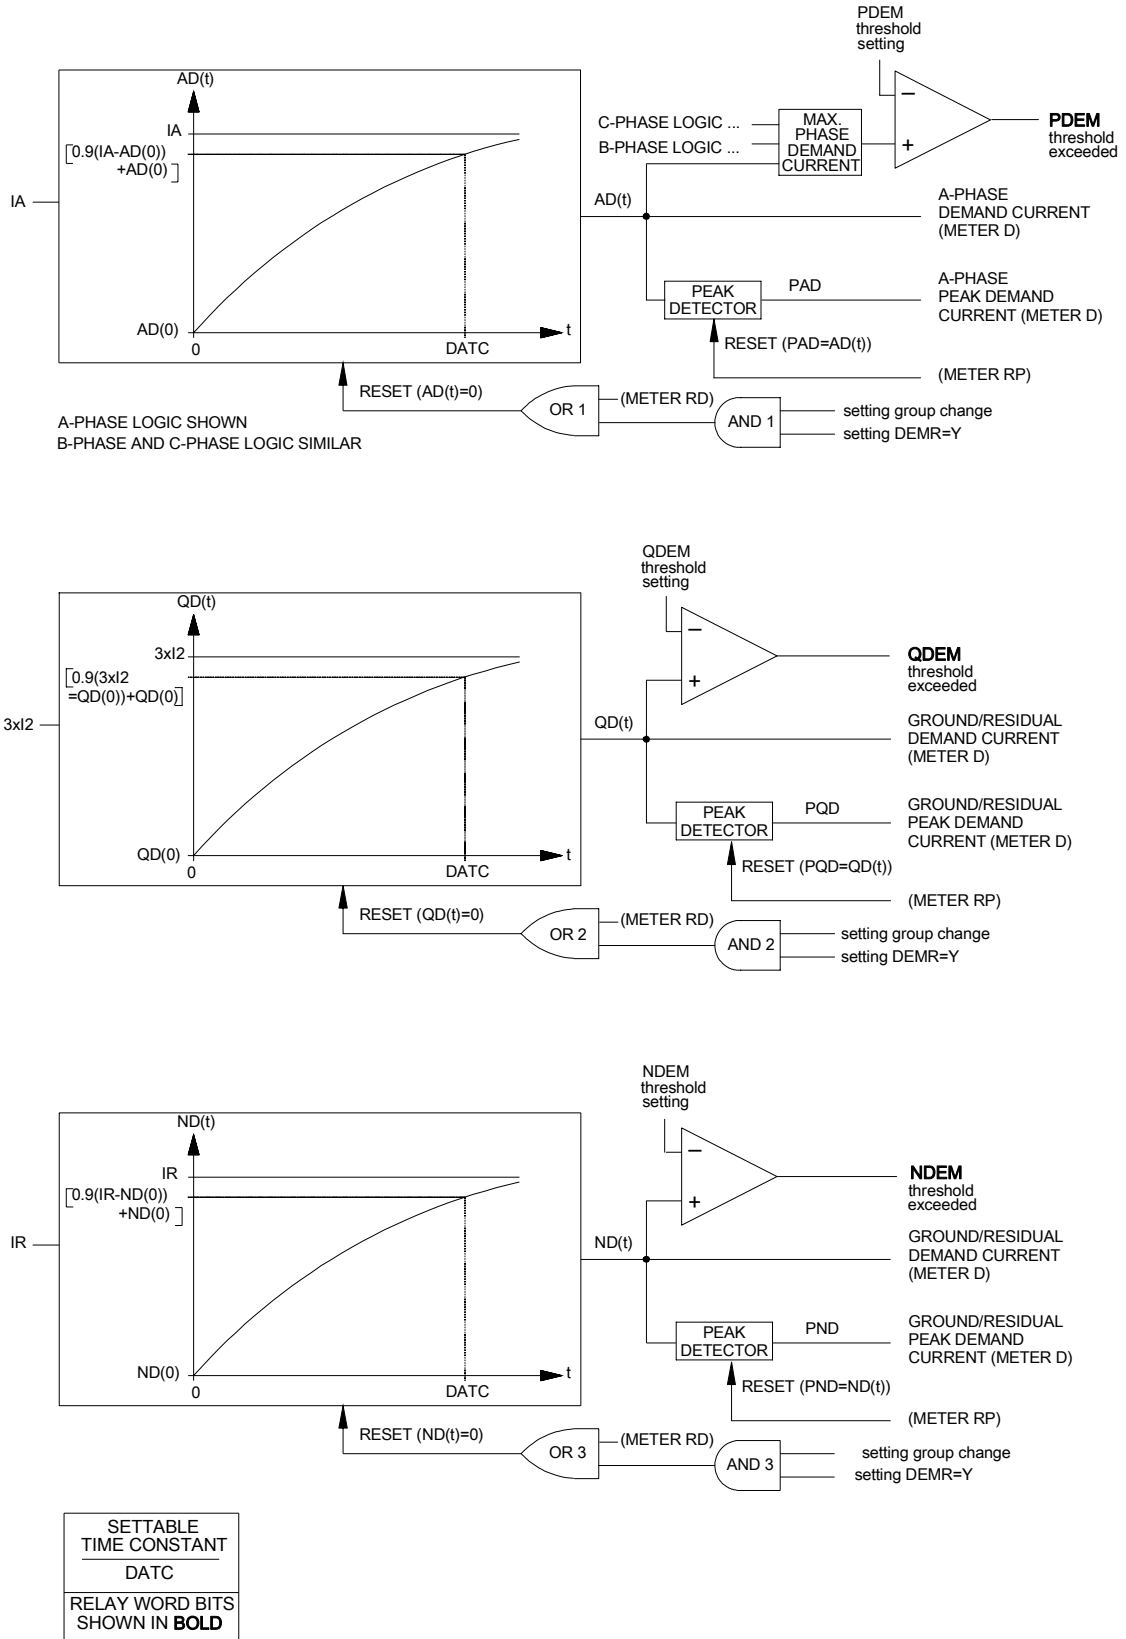 PDEM
threshold
setting
AD(t)
IA
[0.9(IA-AD(0))
+AD(0)]
IA
AD(0)
0
DATC
t
C-PHASE LOGIC ...
B-PHASE LOGIC ...
MAX.
PHASE
DEMAND
CURRENT
−
+
PDEM
threshold
exceeded
AD(t)
A-PHASE
DEMAND CURRENT
(METER D)
PEAK
DETECTOR
PAD
A-PHASE
PEAK DEMAND
CURRENT (METER D)
RESET (PAD=AD(t))
(METER RP)
RESET (AD(t)=0)
OR 1
(METER RD)
AND 1
setting group change
setting DEMR=Y
A-PHASE LOGIC SHOWN
B-PHASE AND C-PHASE LOGIC SIMILAR
QDEM
threshold
setting
QD(t)
3xI2
[0.9(3xI2
=QD(0))+QD(0)]
3xI2
QD(0)
0
DATC
t
−
+
QDEM
threshold
exceeded
QD(t)
GROUND/RESIDUAL
DEMAND CURRENT
(METER D)
PEAK
DETECTOR
PQD
GROUND/RESIDUAL
PEAK DEMAND
CURRENT (METER D)
RESET (PQD=QD(t))
(METER RP)
RESET (QD(t)=0)
OR 2
(METER RD)
AND 2
setting group change
setting DEMR=Y
NDEM
threshold
setting
ND(t)
IR
[0.9(IR-ND(0))
+ND(0)]
IR
ND(0)
0
DATC
t
−
+
NDEM
threshold
exceeded
ND(t)
GROUND/RESIDUAL
DEMAND CURRENT
(METER D)
PEAK
DETECTOR
PND
GROUND/RESIDUAL
PEAK DEMAND
CURRENT (METER D)
RESET (PND=ND(t))
(METER RP)
RESET (ND(t)=0)
OR 3
(METER RD)
AND 3
setting group change
setting DEMR=Y
SETTABLE
TIME CONSTANT
DATC
RELAY WORD BITS
SHOWN IN BOLD